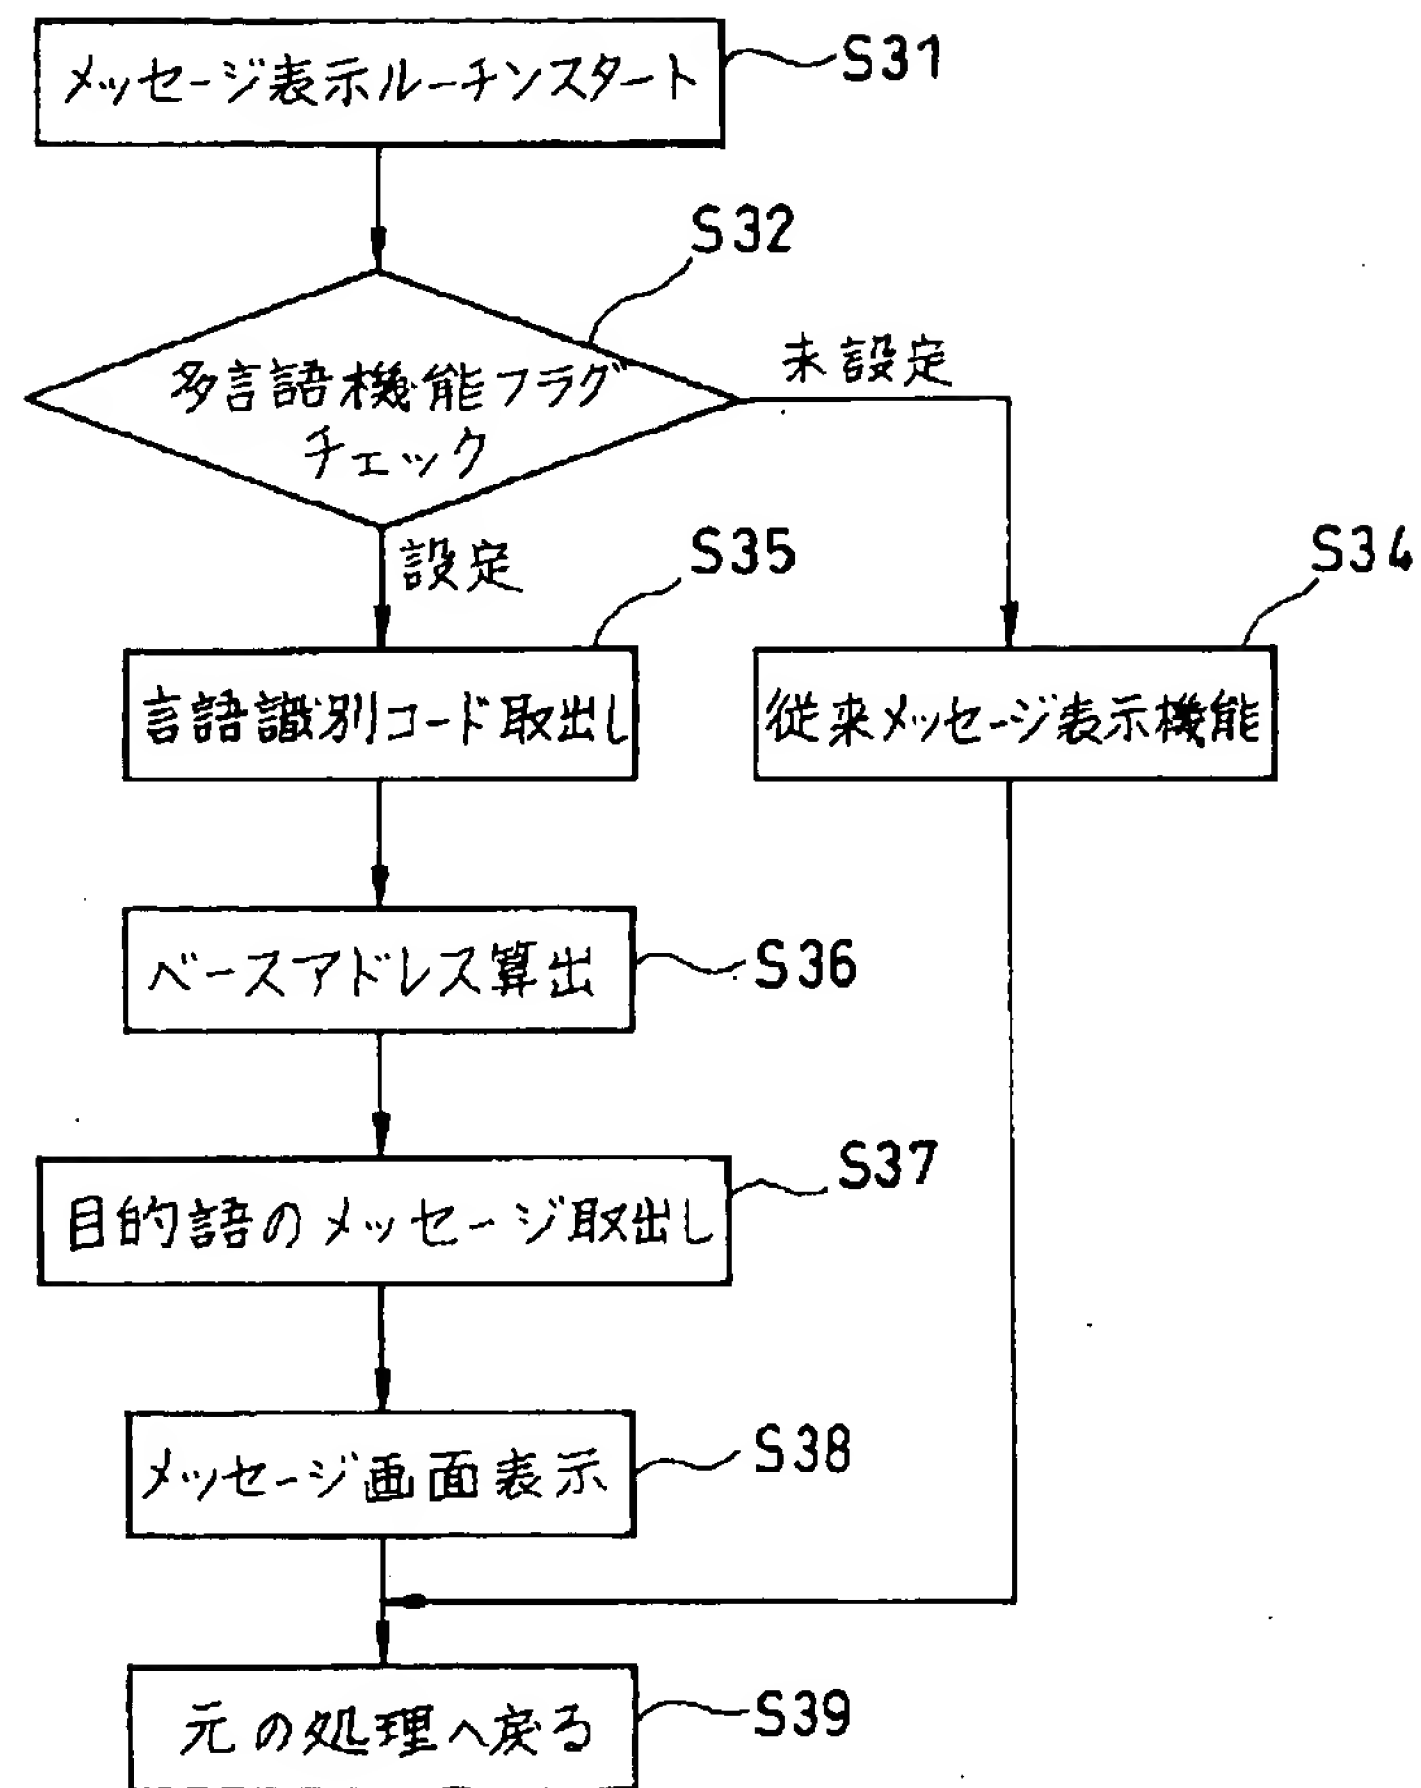 メッセージ表示ルーチンスタート
S31
S32
多言語機能フラグ
チェック
未設定
設定
S35
S34
言語識別コード取出し
従来メッセージ表示機能
ベースアドレス算出
S36
S37
目的語のメッセージ取出し
メッセージ画面表示
S38
元の処理へ戻る
S39